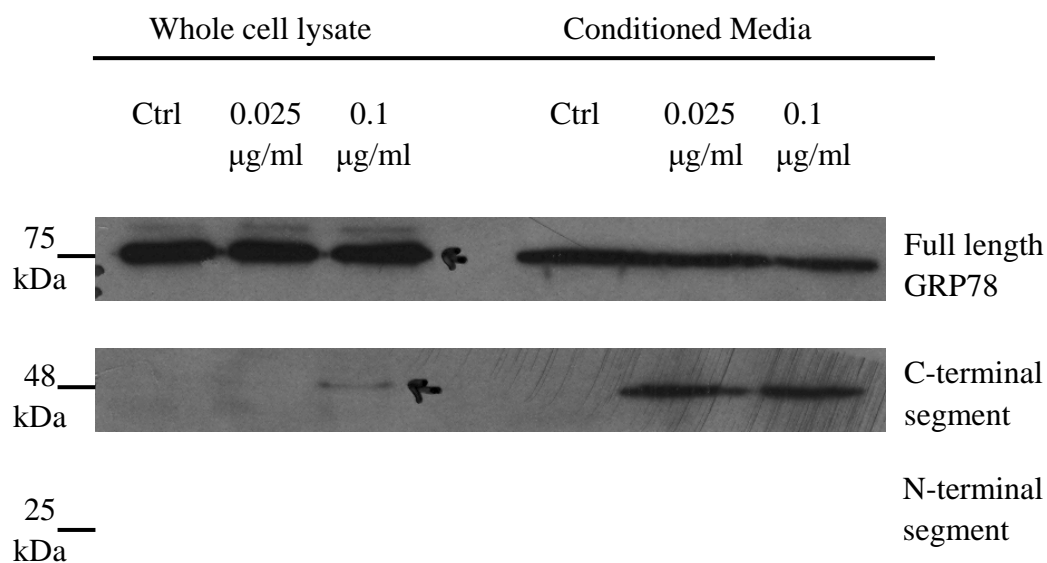 Whole cell lysate
Conditioned Media
Ctrl 0.025 0.1 Ctrl 0.025 0.1
μg/ml μg/ml μg/ml μg/ml
75
kDa
Full length
GRP78
48
kDa
C-terminal
segment
25
kDa
N-terminal
segment